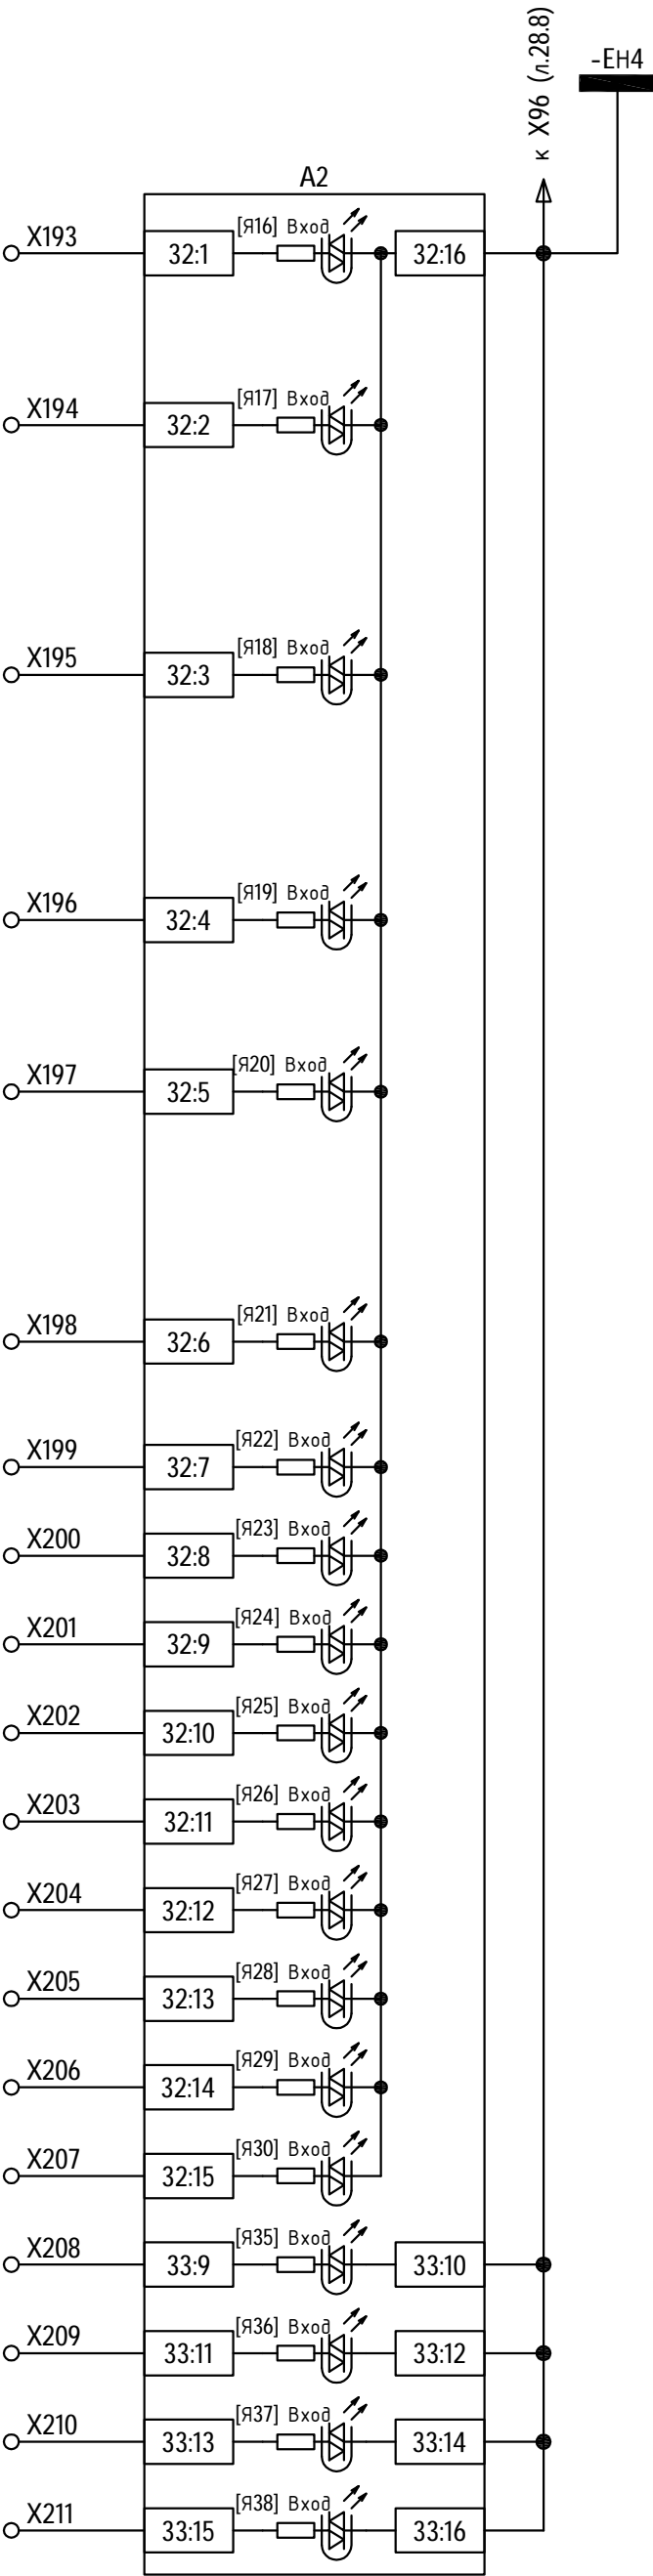 к X96 (л.28.8)
-EH4
A2
X193 32:1 [Я16] Вход 32:16
X194 32:2 [Я17] Вход
X195 32:3 [Я18] Вход
X196 32:4 [Я19] Вход
X197 32:5 [Я20] Вход
X198 32:6 [Я21] Вход
X199 32:7 [Я22] Вход
X200 32:8 [Я23] Вход
X201 32:9 [Я24] Вход
X202 32:10 [Я25] Вход
X203 32:11 [Я26] Вход
X204 32:12 [Я27] Вход
X205 32:13 [Я28] Вход
X206 32:14 [Я29] Вход
X207 32:15 [Я30] Вход
X208 33:9 [Я35] Вход 33:10
X209 33:11 [Я36] Вход 33:12
X210 33:13 [Я37] Вход 33:14
X211 33:15 [Я38] Вход 33:16